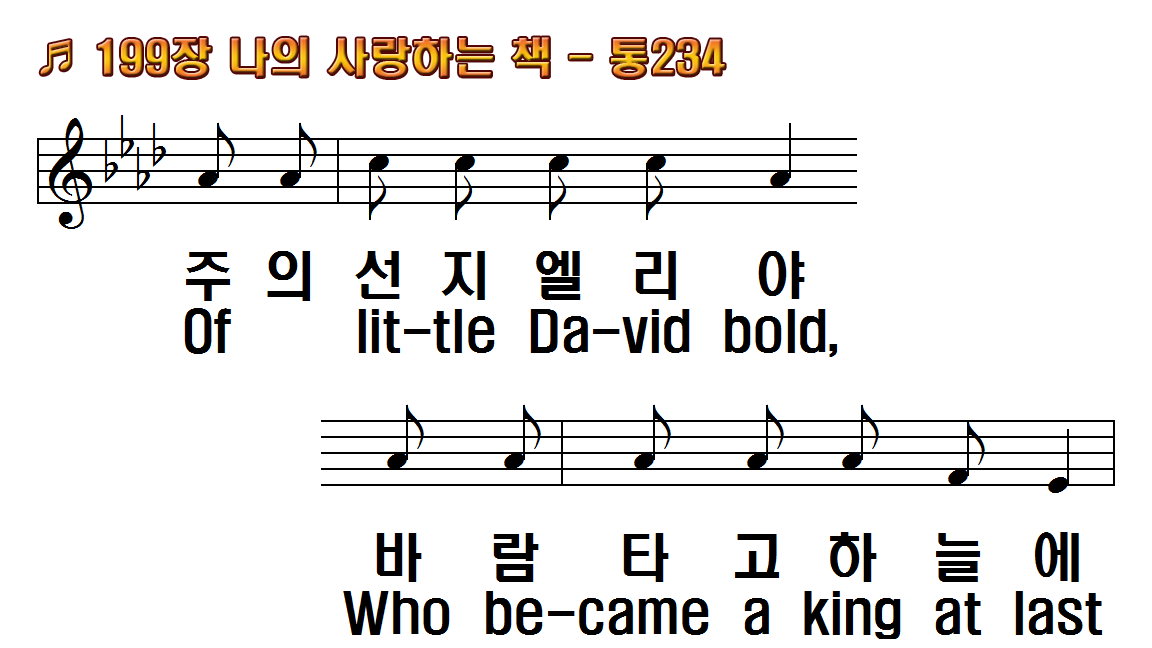 199장 나의 사랑하는 책 - 통234
주 의 선 지 엘 리 야
Of lit-tle Da-vid bold,
바 람 타 고 하 늘 에
Who be-came a king at last